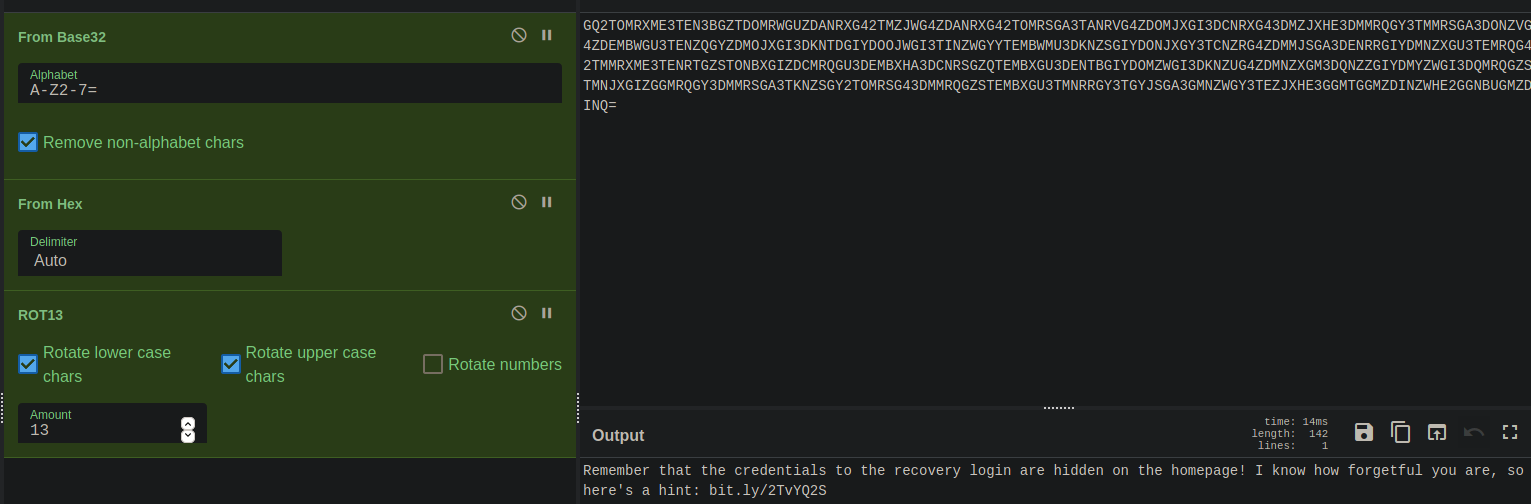 From Base32
Alphabet
A-Z2-7=
Remove non-alphabet chars
From Hex
Delimiter
Auto
ROT13
Rotate lower case chars
Rotate upper case chars
Rotate numbers
Amount
13
GQ2TOMRXME3TEN3BGZTDOMRWGUZDANRXG42TMZJWG4ZDANRXG42TOMRSGA3TANRVG4ZDOMJXGI3DCNRXG43DMZJXHE3DMMRQGY3TMMRSGA3DONZVG
4ZDEMBWGU3TENZQGYZDMOJXGI3DKNTDGIYDOOJWGI3TINZWGYYTEMBWMU3DKNZSGIYDONJXGY3TCNZRG4ZDMMJSGA3DENRRGIYDMNZXGU3TEMRQG4
2TMMRXME3TENRTGZSTONBXGIZDCMRQGU3DEMBXHA3DCNRSGZQTEMBXGU3DENTBGIYDOMZWGI3DKNZUG4ZDMNZXGM3DQNZZGIYDMYZWGI3DQMRQGZS
TMNJXGIZGGMRQGY3DMMRSGA3TKNZSGY2TOMRSG43DMMRQGZSTEMBXGU3TMNRRGY3TGYJSGA3GMNZWGY3TEZJXHE3GGMTGGMZDINZWHE2GGNBUGMZD
INQ=
Output
time: 14ms
length: 142
lines: 1
Remember that the credentials to the recovery login are hidden on the homepage! I know how forgetful you are, so
here's a hint: bit.ly/2TvYQ2S